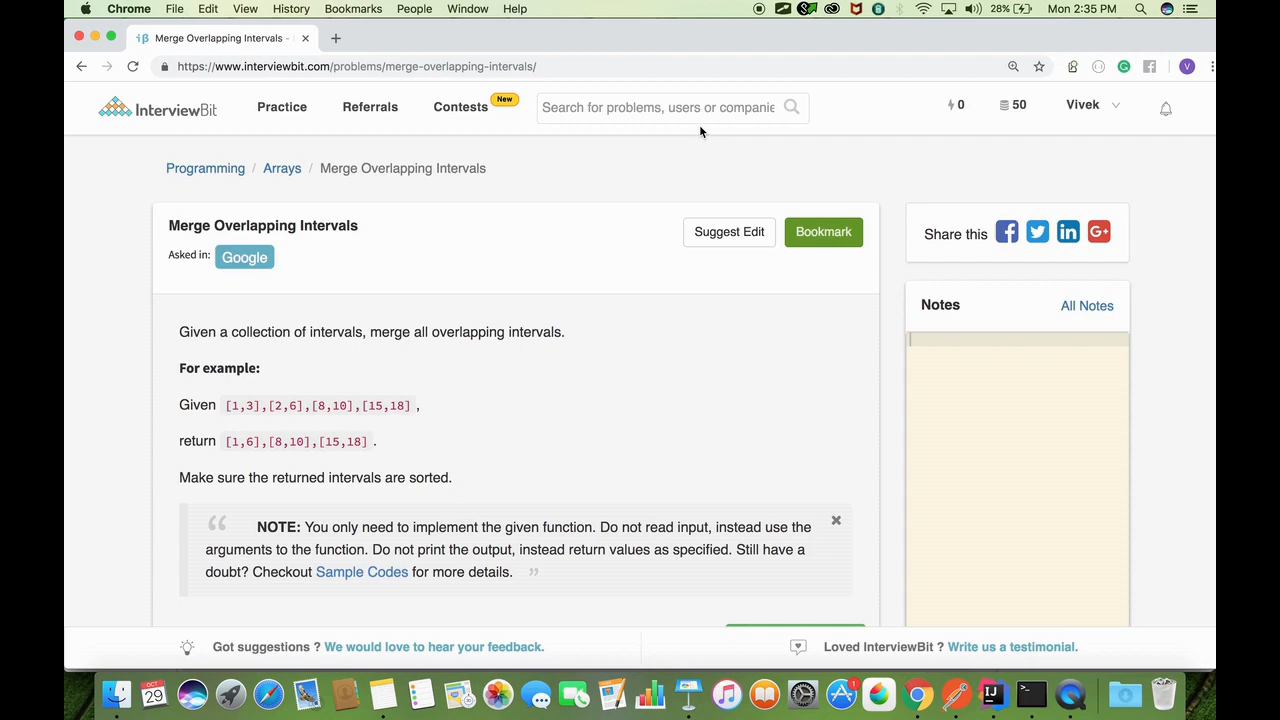 Chrome File Edit View History Bookmarks People Window Help 28% Mon 2:35 PM
Merge Overlapping Intervals -
https://www.interviewbit.com/problems/merge-overlapping-intervals/ V
InterviewBit Practice Referrals Contests New Search for problems, users or companie 0 50 Vivek
Programming / Arrays / Merge Overlapping Intervals
Merge Overlapping Intervals
Suggest Edit Bookmark
Asked in: Google
Share this
Notes All Notes
Given a collection of intervals, merge all overlapping intervals.
For example:
Given [1,3],[2,6],[8,10],[15,18] ,
return [1,6],[8,10],[15,18] .
Make sure the returned intervals are sorted.
“ NOTE: You only need to implement the given function. Do not read input, instead use the
arguments to the function. Do not print the output, instead return values as specified. Still have a
doubt? Checkout Sample Codes for more details. ”
Got suggestions ? We would love to hear your feedback.
Loved InterviewBit ? Write us a testimonial.
OCT
29
1